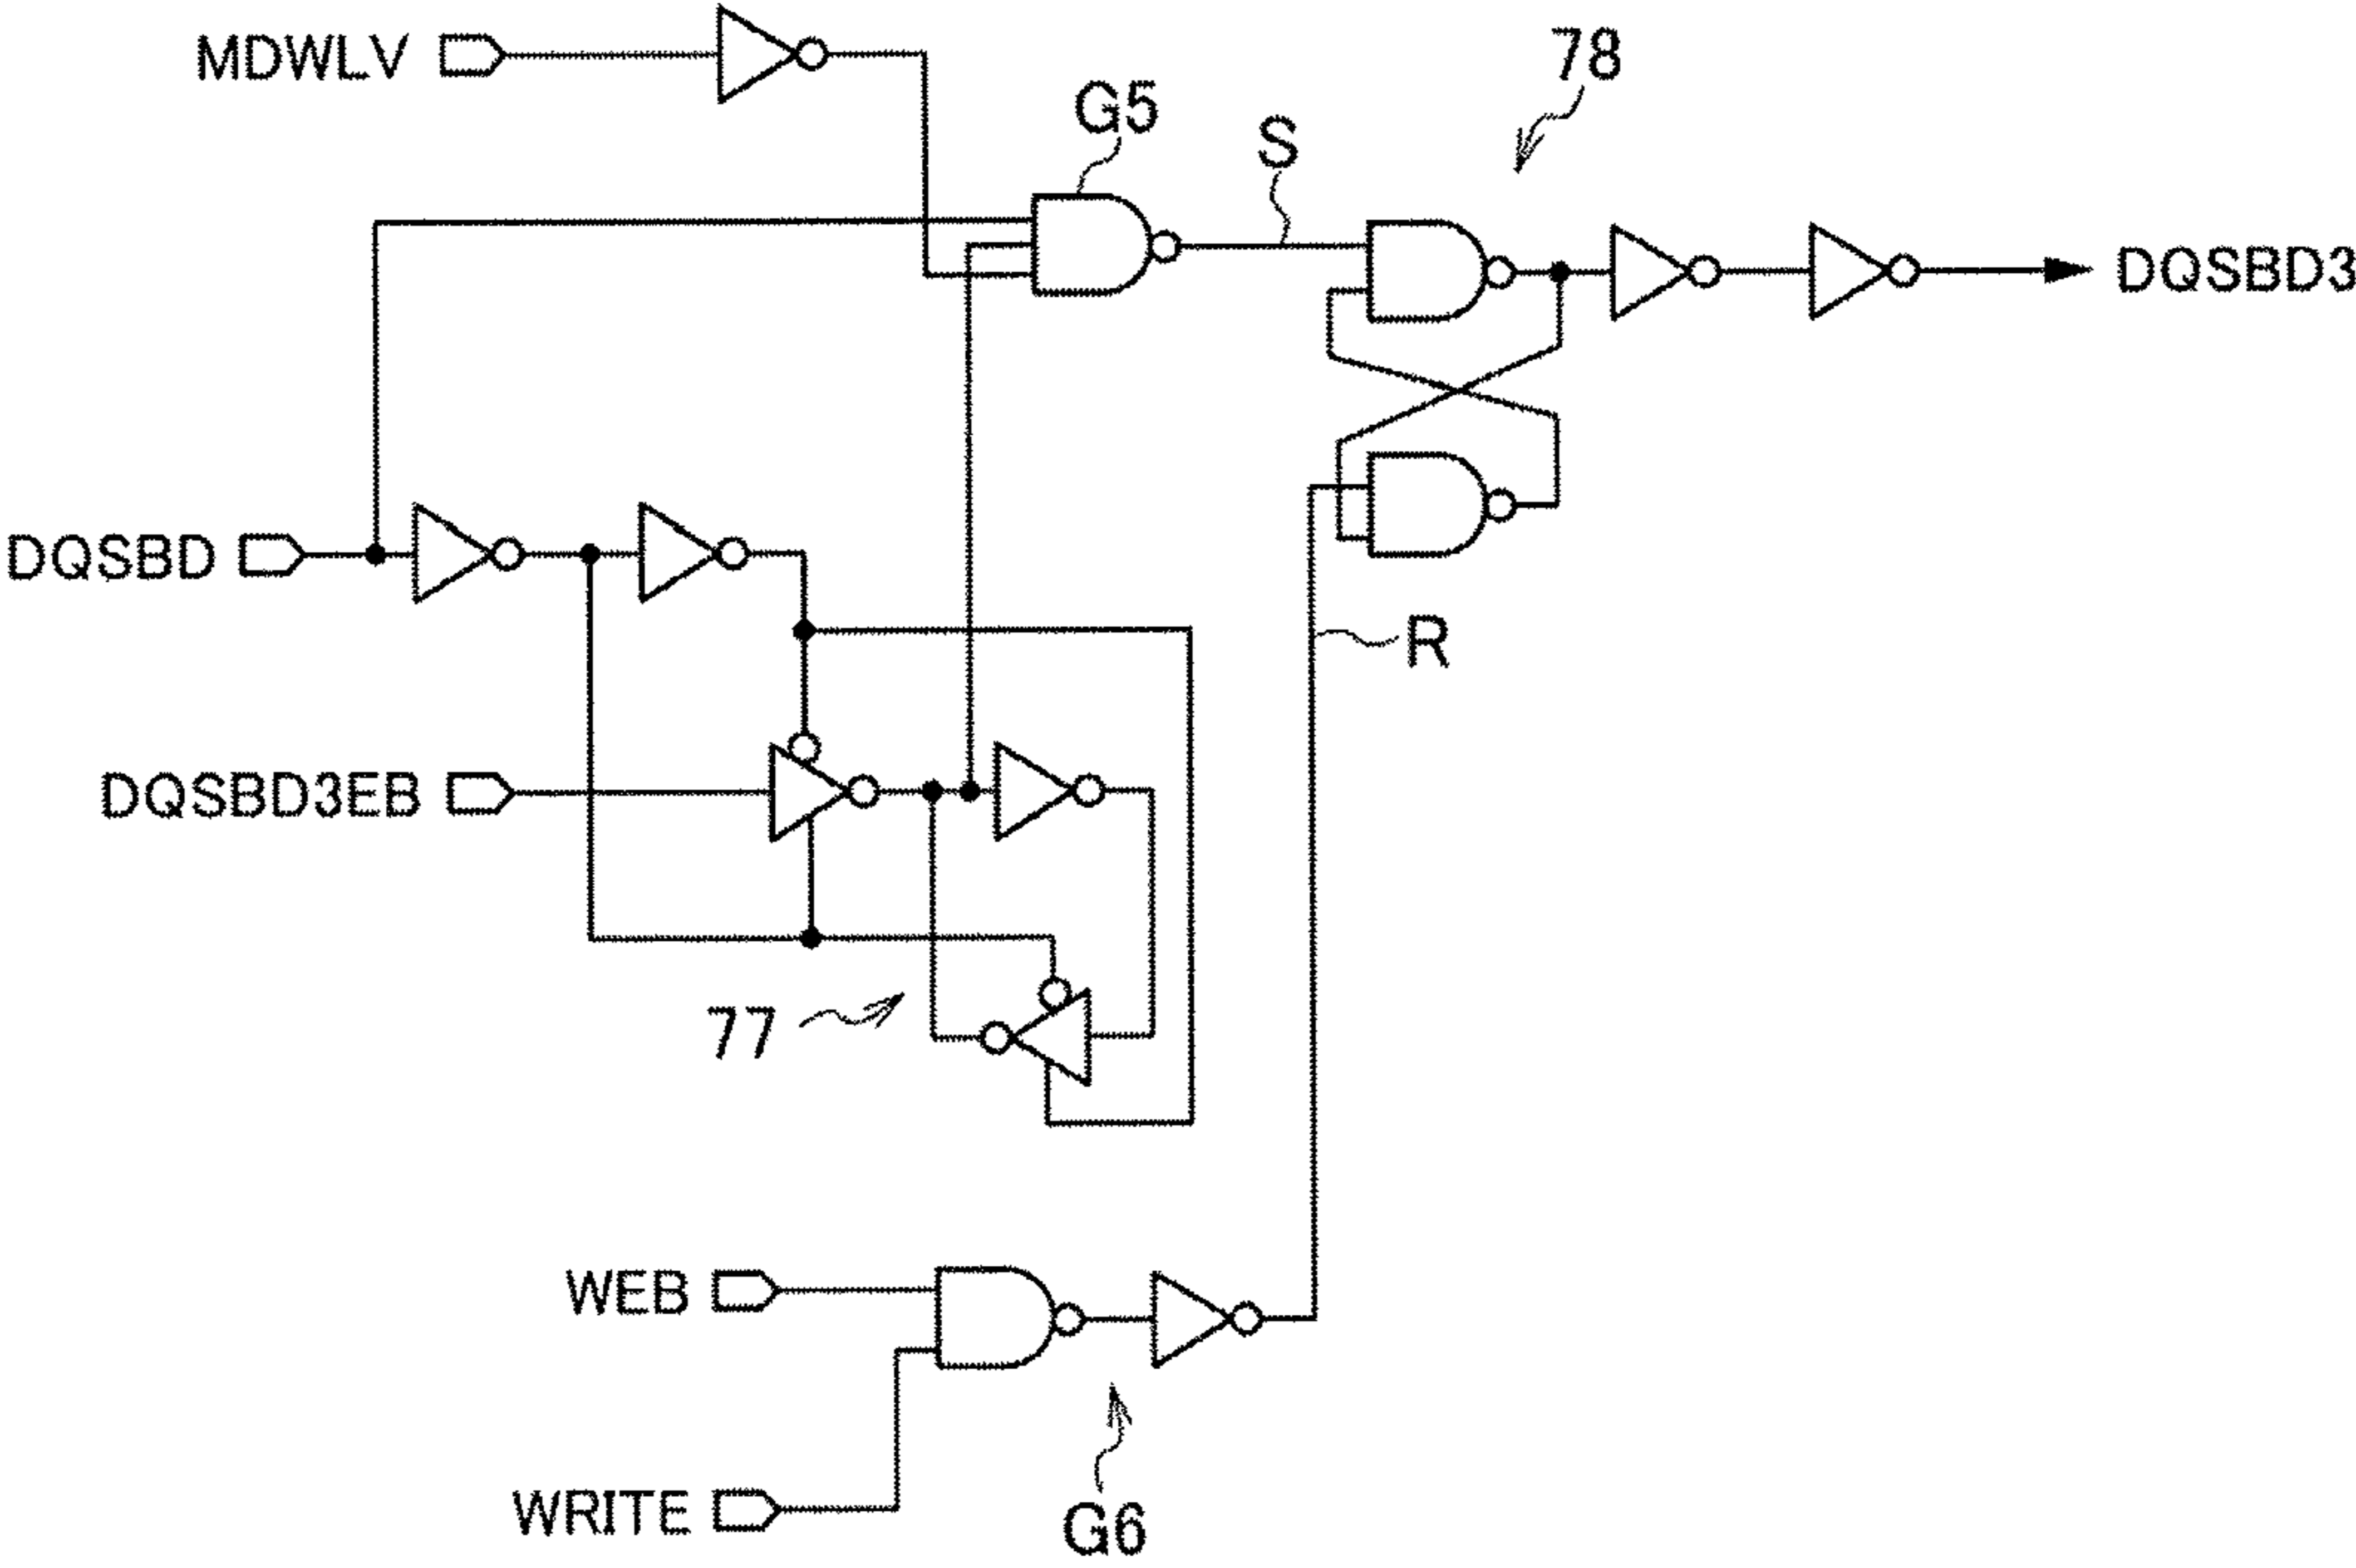 MDWLV
G5
S
78
DQSBD3
DQSBD
R
DQSBD3EB
77
WEB
WRITE
G6